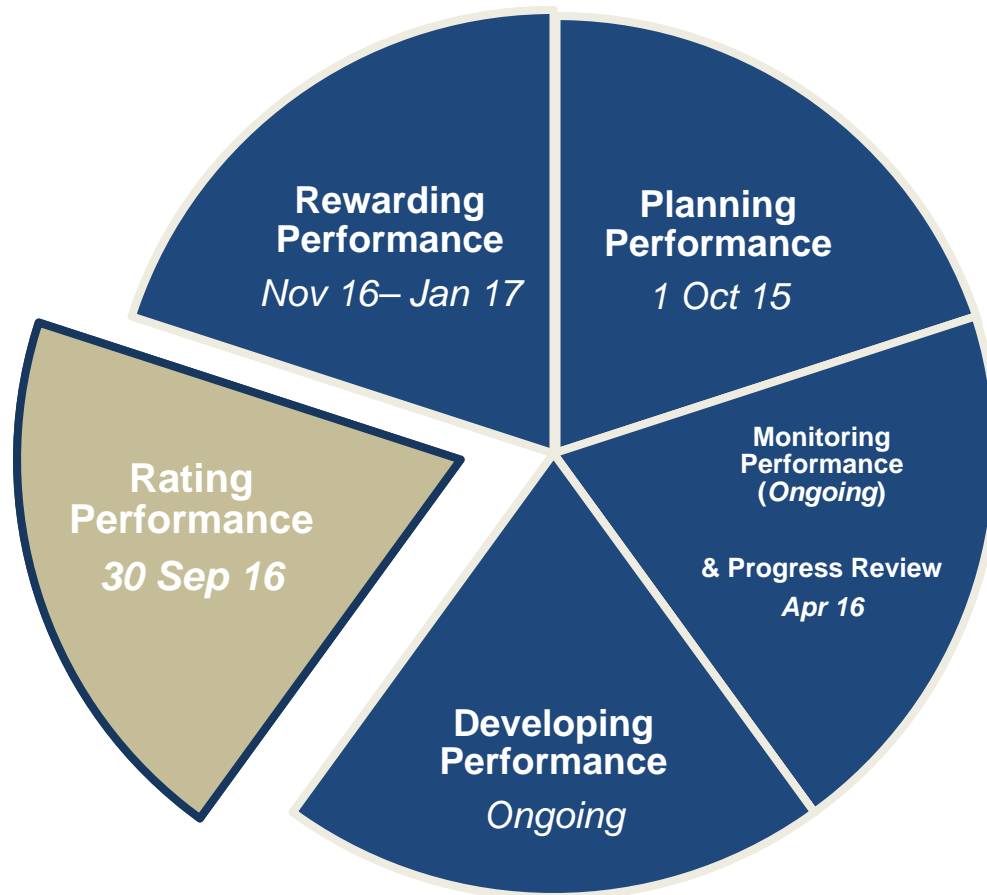 Rewarding
Performance
Nov 16– Jan 17
Planning
Performance
1 Oct 15
Monitoring
Performance
(Ongoing)
& Progress Review
Apr 16
Developing
Performance
Ongoing
Rating
Performance
30 Sep 16